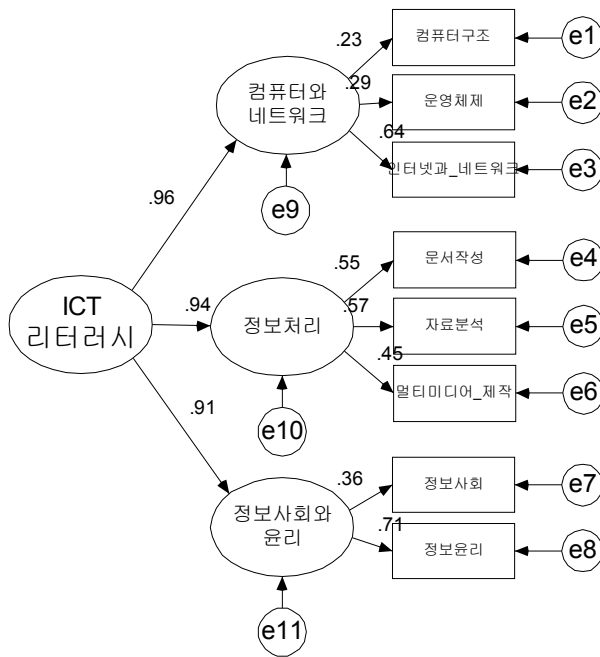 .23
컴퓨터구조
e1
컴퓨터와
네트워크
.29
운영체제
e2
.64
인터넷과_네트워크
e3
.96
e9
.55
문서작성
e4
ICT
리터러시
.94
정보처리
.57
자료분석
e5
.45
멀티미디어_제작
e6
.91
e10
.36
정보사회
e7
정보사회와
윤리
.71
정보윤리
e8
e11